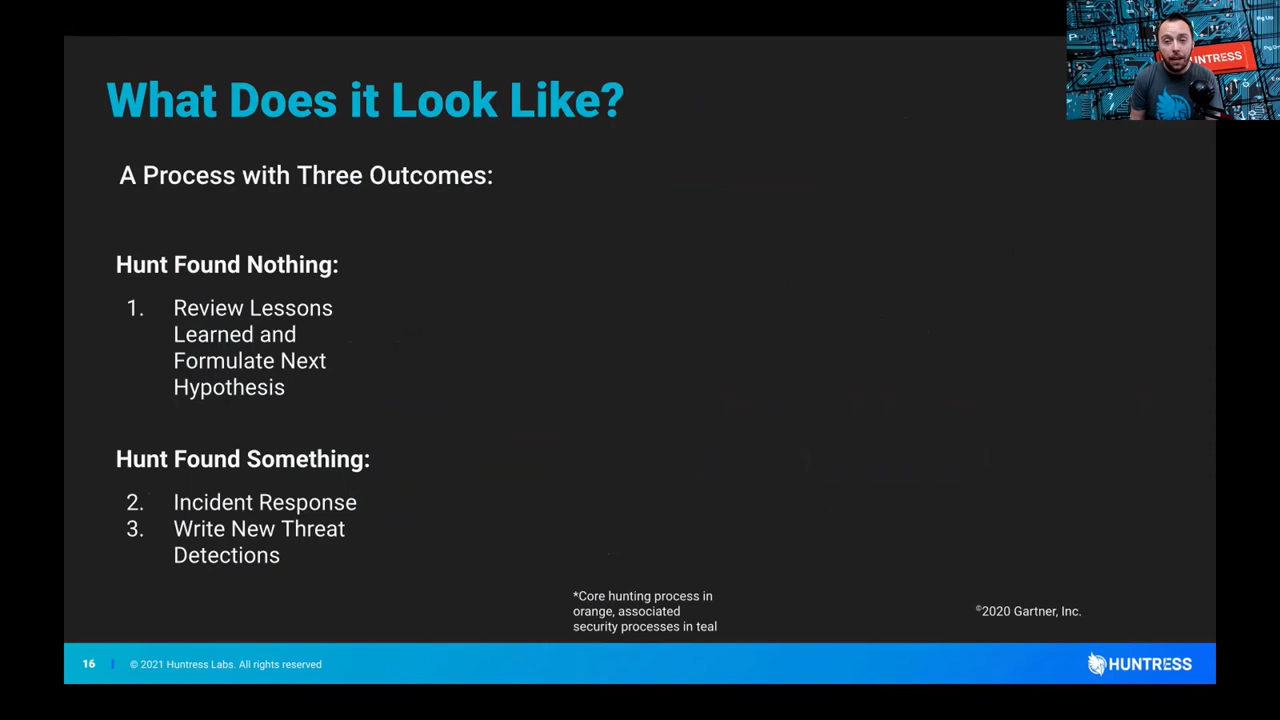 What Does it Look Like?
A Process with Three Outcomes:
Hunt Found Nothing:
1. Review Lessons
Learned and
Formulate Next
Hypothesis
Hunt Found Something:
2. Incident Response
3. Write New Threat
Detections
*Core hunting process in
orange, associated
security processes in teal
©2020 Gartner, Inc.
16 | © 2021 Huntress Labs. All rights reserved
HUNTRESS
UNTRESS